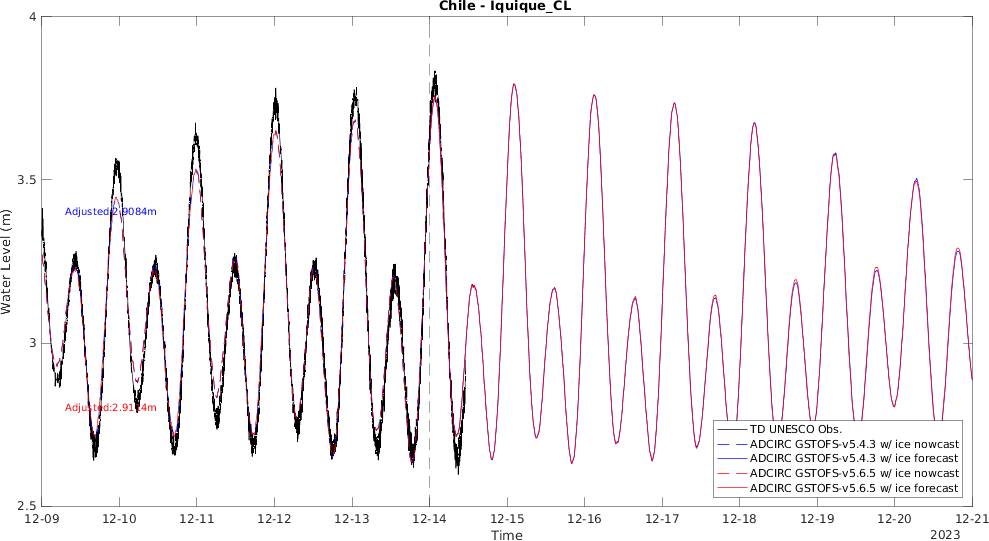 Chile - Iquique_CL
4
3.5
3
2.5
Water Level (m)
Adjusted:2.9084m
Adjusted:
TD UNESCO Obs.
ADCIRC GSTOFS-v5.4.3 w/ ice nowcast
ADCIRC GSTOFS-v5.4.3 w/ ice forecast
ADCIRC GSTOFS-v5.6.5 w/ ice nowcast
ADCIRC GSTOFS-v5.6.5 w/ ice forecast
12-09 12-10 12-11 12-12 12-13 12-14 12-15 12-16 12-17 12-18 12-19 12-20 12-21
Time
2023